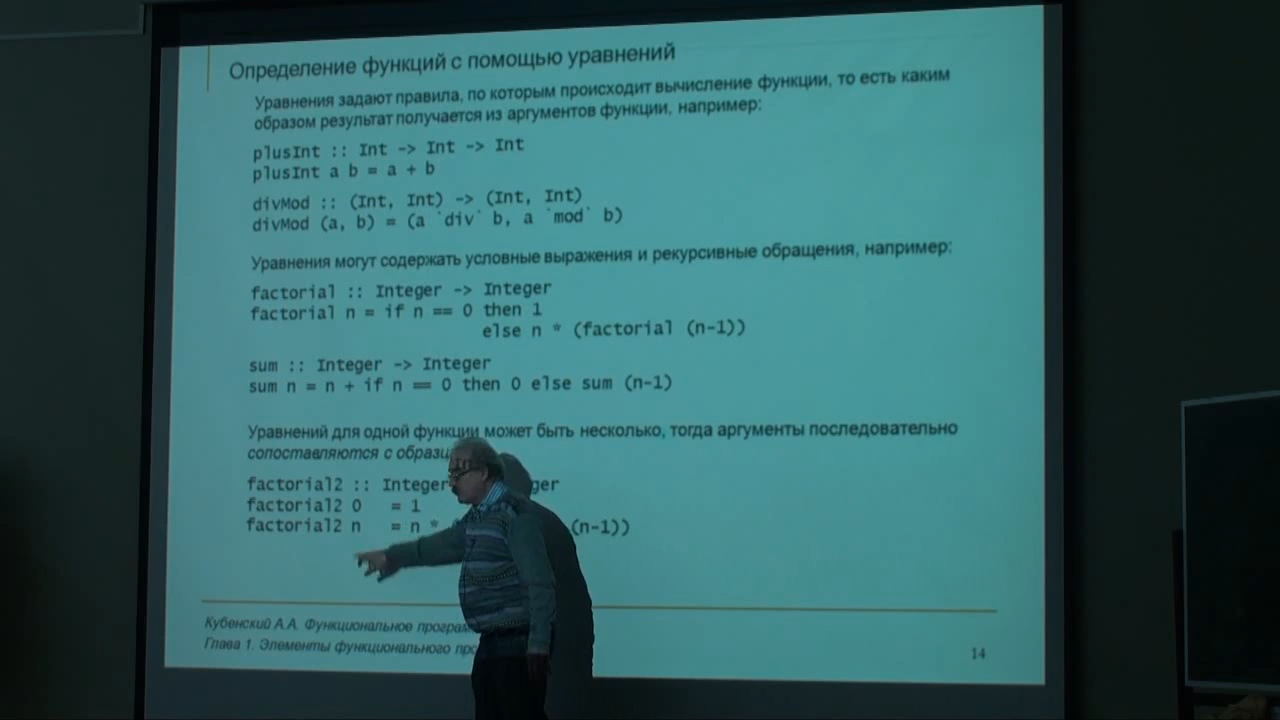 Определение функций с помощью уравнений
Уравнения задают правила, по которым происходит вычисление функции, то есть каким
образом результат получается из аргументов функции, например:
plusInt :: Int -> Int -> Int
plusInt a b = a + b
divMod :: (Int, Int) -> (Int, Int)
divMod (a, b) = (a `div` b, a `mod` b)
Уравнения могут содержать условные выражения и рекурсивные обращения, например:
factorial :: Integer -> Integer
factorial n = if n == 0 then 1
else n * (factorial (n-1))
sum :: Integer -> Integer
sum n = n + if n == 0 then 0 else sum (n-1)
Уравнений для одной функции может быть несколько, тогда аргументы последовательно
сопоставляются с
factorial2 :: Integer
factorial2 0 = 1
factorial2 n = n * (n-1))
Кубенский А.А. Функциональное
Глава 1. Элементы функционального
14